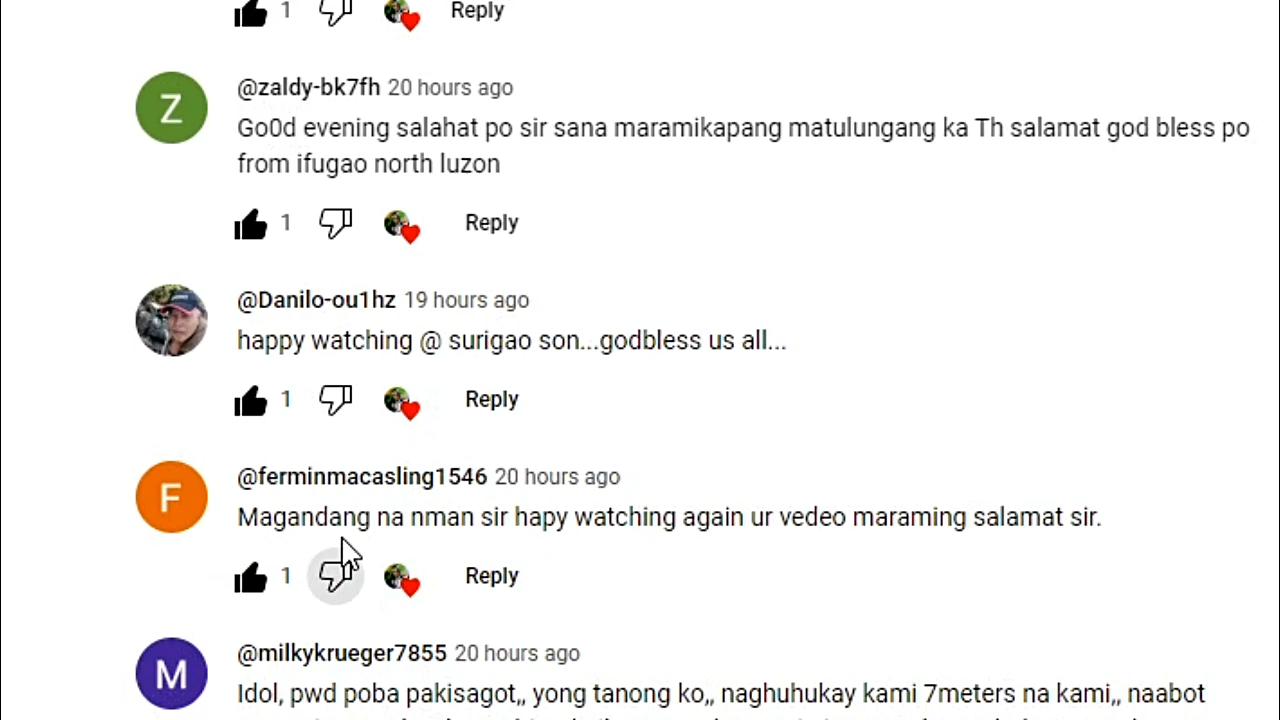 1 Reply
Z
@zaldy-bk7fh 20 hours ago
Go0d evening salahat po sir sana maramikapang matulungang ka Th salamat god bless po
from ifugao north luzon
1 Reply
@Danilo-ou1hz 19 hours ago
happy watching @ surigao son...godbless us all...
1 Reply
F
@ferminmacasling1546 20 hours ago
Magandang na nman sir hapy watching again ur vedeo maraming salamat sir.
1 Reply
M
@milkykrueger7855 20 hours ago
Idol, pwd poba pakisagot,, yong tanong ko,, naghuhukay kami 7meters na kami,, naabot